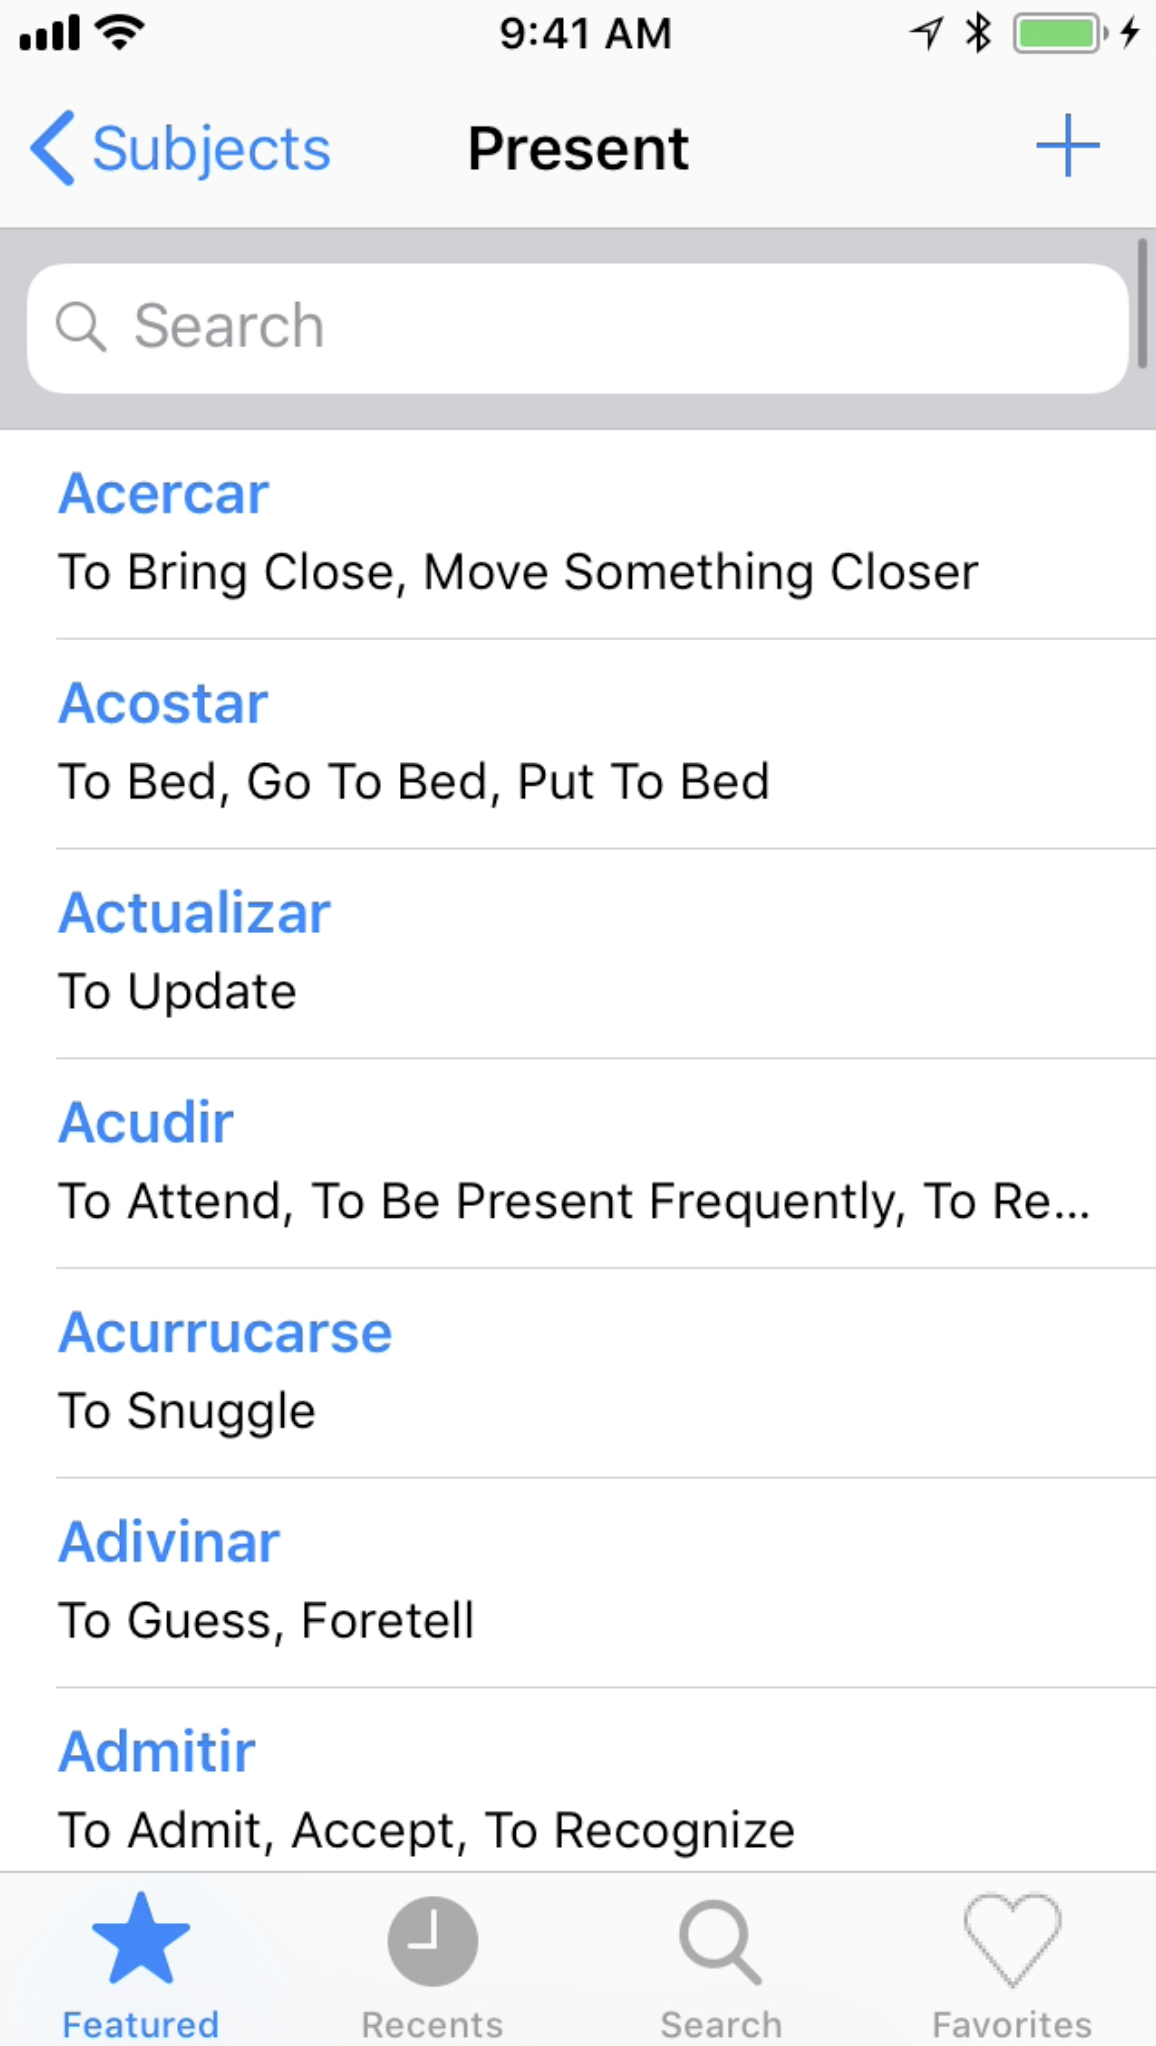 9:41 AM
Subjects
Present
Search
Acercar
To Bring Close, Move Something Closer
Acostar
To Bed, Go To Bed, Put To Bed
Actualizar
To Update
Acudir
To Attend, To Be Present Frequently, To Re...
Acurrucarse
To Snuggle
Adivinar
To Guess, Foretell
Admitir
To Admit, Accept, To Recognize
Featured
Recents
Search
Favorites